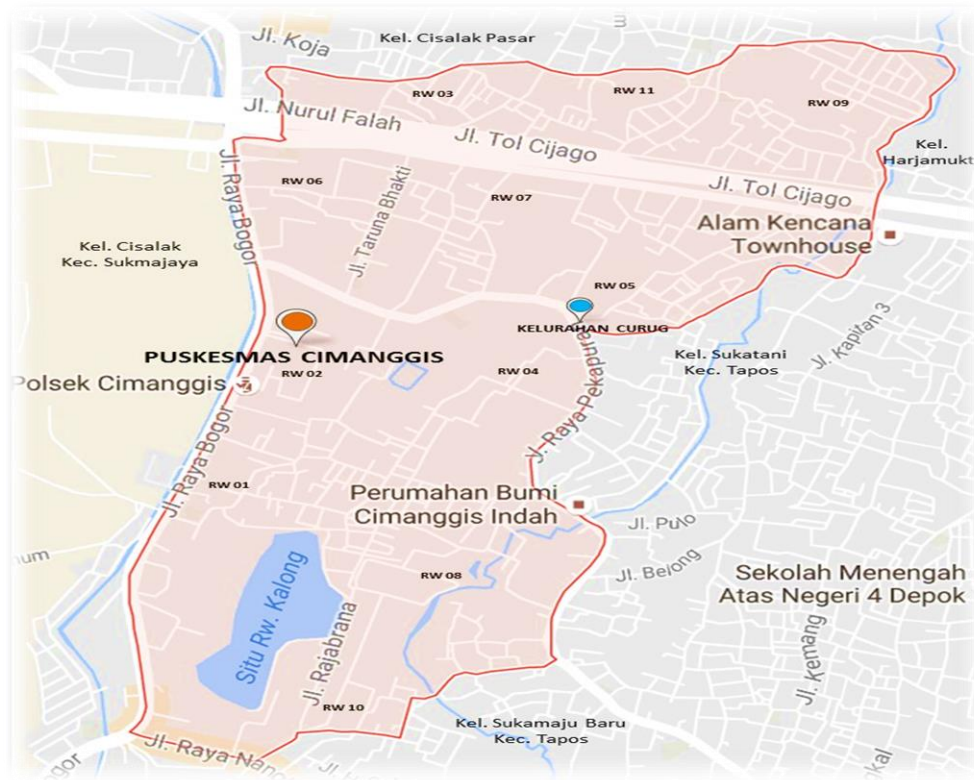 Jl. Koja
Kel. Cisalak Pasar
RW 03
RW 11
RW 09
Jl. Nurul Falah
Jl. Tol Cijago
Kel.
Harjamukt
Jl. Raya Bogor
RW 06
Jl. Taruna Bhakti
RW 07
Jl. Tol Cijago
Alam Kencana
Townhouse
Kel. Cisalak
Kec. Sukmajaya
RW 05
KELURAHAN CURUG
PUSKESMAS CIMANGGIS
Polsek Cimanggis
RW 02
RW 04
Kel. Sukatani
Kec. Tapos
Jl. Kapitan 3
Jl. Raya Bogor
RW 01
Perumahan Bumi
Cimanggis Indah
Jl. Bejong
RW 08
Sekolah Menengah
Atas Negeri 4 Depok
Situ Rw. Kalong
Jl. Rajabrana
Jl. Kemang
RW 10
Kel. Sukamaju Baru
Kec. Tapos
Jl. Raya